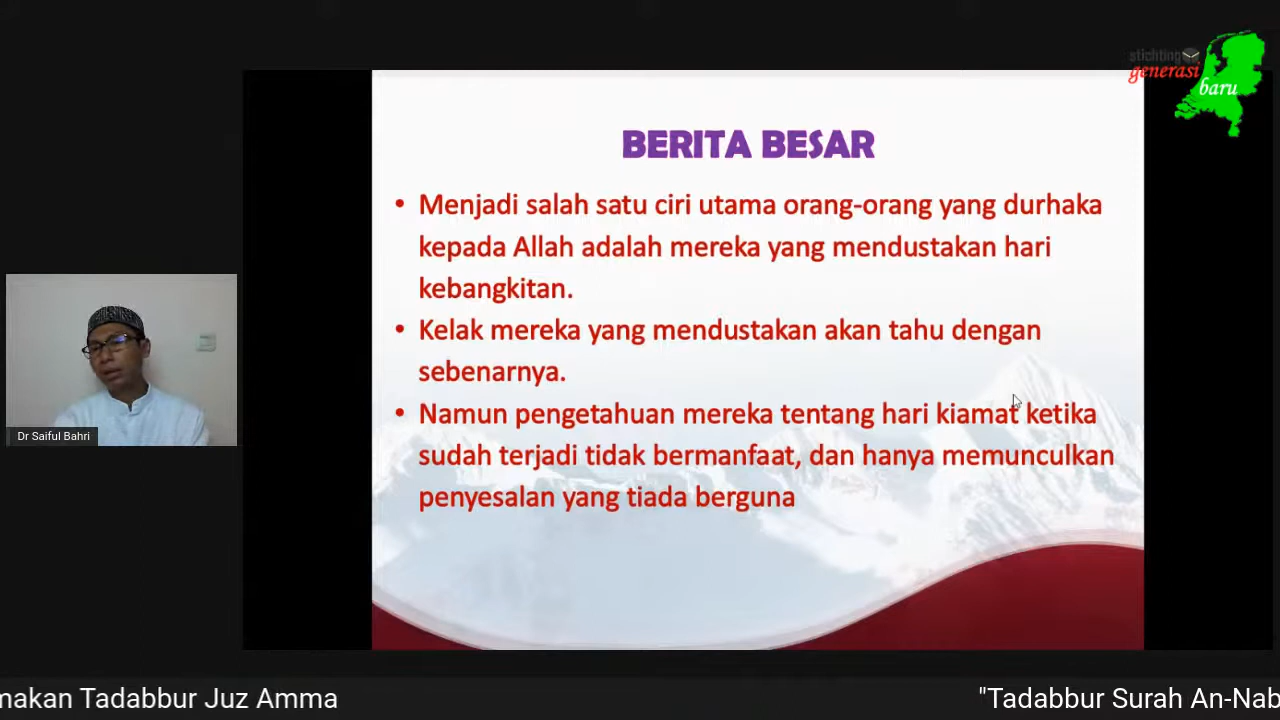 stichting
generasi
baru
BERITA BESAR
• Menjadi salah satu ciri utama orang-orang yang durhaka
kepada Allah adalah mereka yang mendustakan hari
kebangkitan.
• Kelak mereka yang mendustakan akan tahu dengan
sebenarnya.
• Namun pengetahuan mereka tentang hari kiamat ketika
sudah terjadi tidak bermanfaat, dan hanya memunculkan
penyesalan yang tiada berguna
Dr Saiful Bahri
makan Tadabbur Juz Amma
"Tadabbur Surah An-Nab